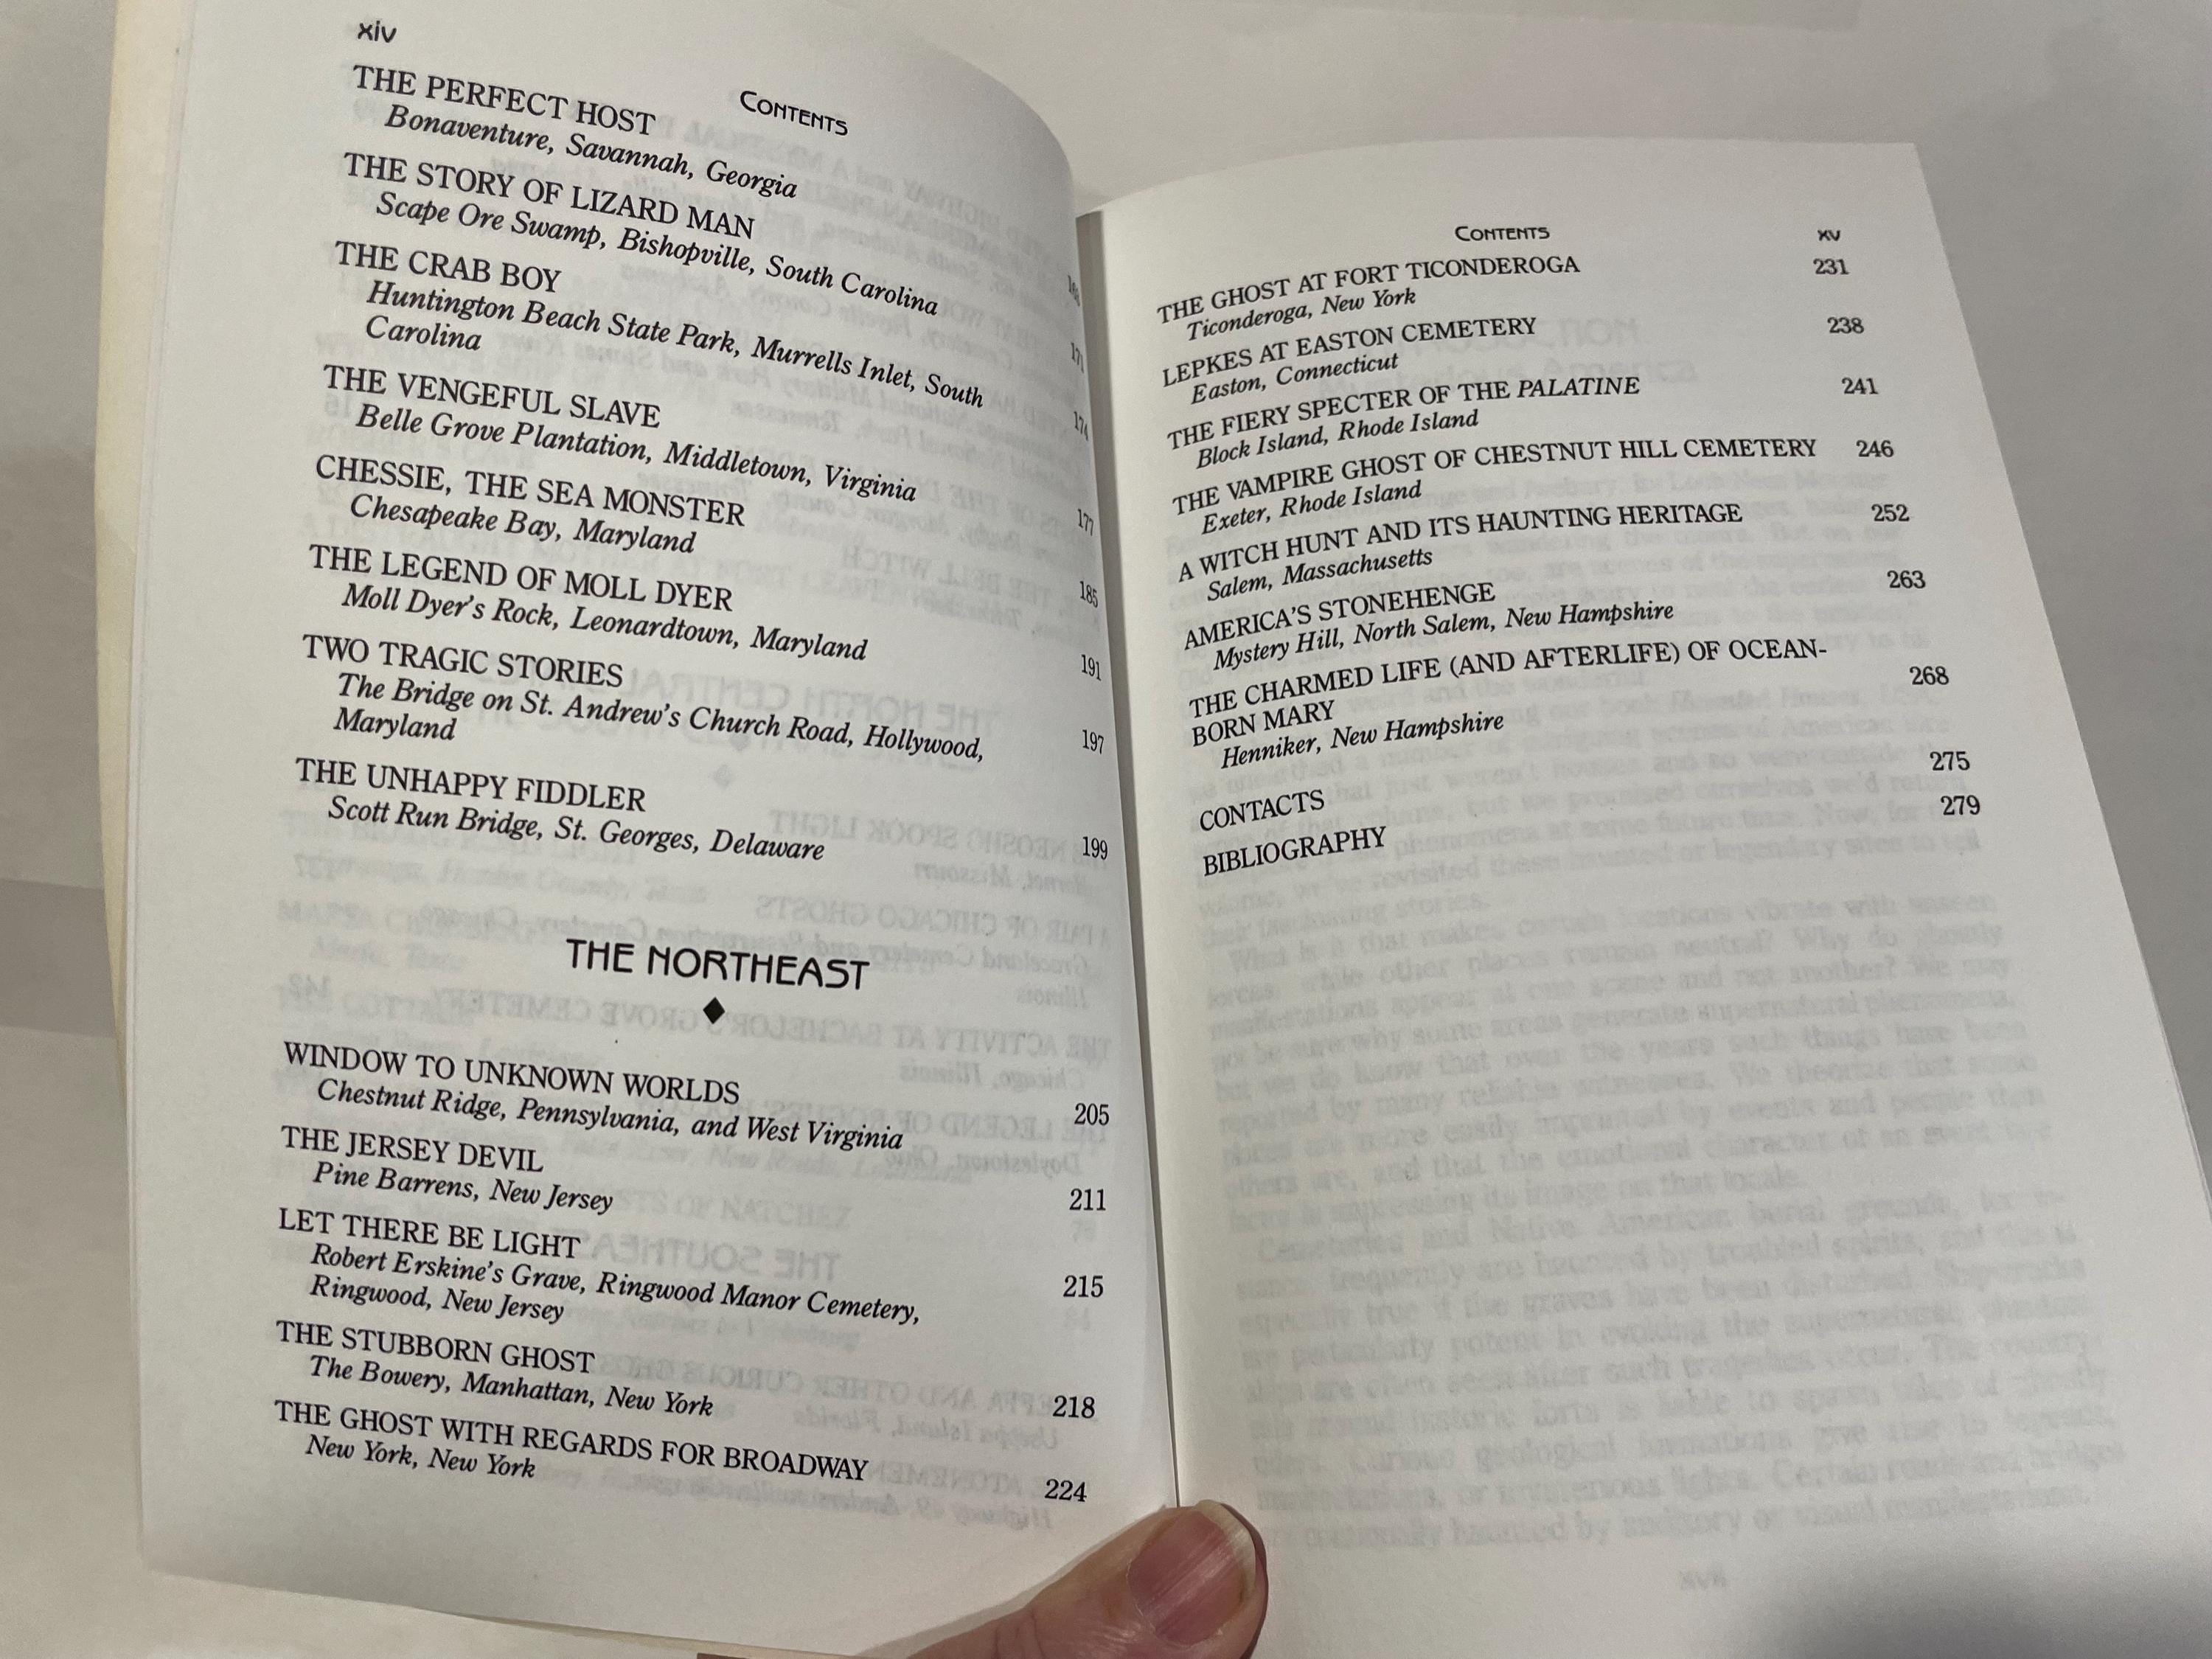 xiv
CONTENTS
THE PERFECT HOST
Bonaventure, Savannah, Georgia
THE STORY OF LIZARD MAN
Scape Ore Swamp, Bishopville, South Carolina
171
THE CRAB BOY
Huntington Beach State Park, Murrells Inlet, South
Carolina
174
THE VENGEFUL SLAVE
Belle Grove Plantation, Middletown, Virginia
177
CHESSIE, THE SEA MONSTER
Chesapeake Bay, Maryland
185
THE LEGEND OF MOLL DYER
Moll Dyer's Rock, Leonardtown, Maryland
191
TWO TRAGIC STORIES
The Bridge on St. Andrew's Church Road, Hollywood,
Maryland
197
THE UNHAPPY FIDDLER
Scott Run Bridge, St. Georges, Delaware
199
THE NORTHEAST
WINDOW TO UNKNOWN WORLDS 205
Chestnut Ridge, Pennsylvania, and West Virginia
THE JERSEY DEVIL 211
Pine Barrens, New Jersey
LET THERE BE LIGHT 215
Robert Erskine's Grave, Ringwood Manor Cemetery,
Ringwood, New Jersey
THE STUBBORN GHOST 218
The Bowery, Manhattan, New York
THE GHOST WITH REGARDS FOR BROADWAY 224
New York, New York
CONTENTS xv
THE GHOST AT FORT TICONDEROGA 231
Ticonderoga, New York
LEPKES AT EASTON CEMETERY 238
Easton, Connecticut
THE FIERY SPECTER OF THE PALATINE 241
Block Island, Rhode Island
THE VAMPIRE GHOST OF CHESTNUT HILL CEMETERY 246
Exeter, Rhode Island
A WITCH HUNT AND ITS HAUNTING HERITAGE 252
Salem, Massachusetts
AMERICA'S STONEHENGE 263
Mystery Hill, North Salem, New Hampshire
THE CHARMED LIFE (AND AFTERLIFE) OF OCEAN-
BORN MARY 268
Henniker, New Hampshire
CONTACTS 275
BIBLIOGRAPHY 279